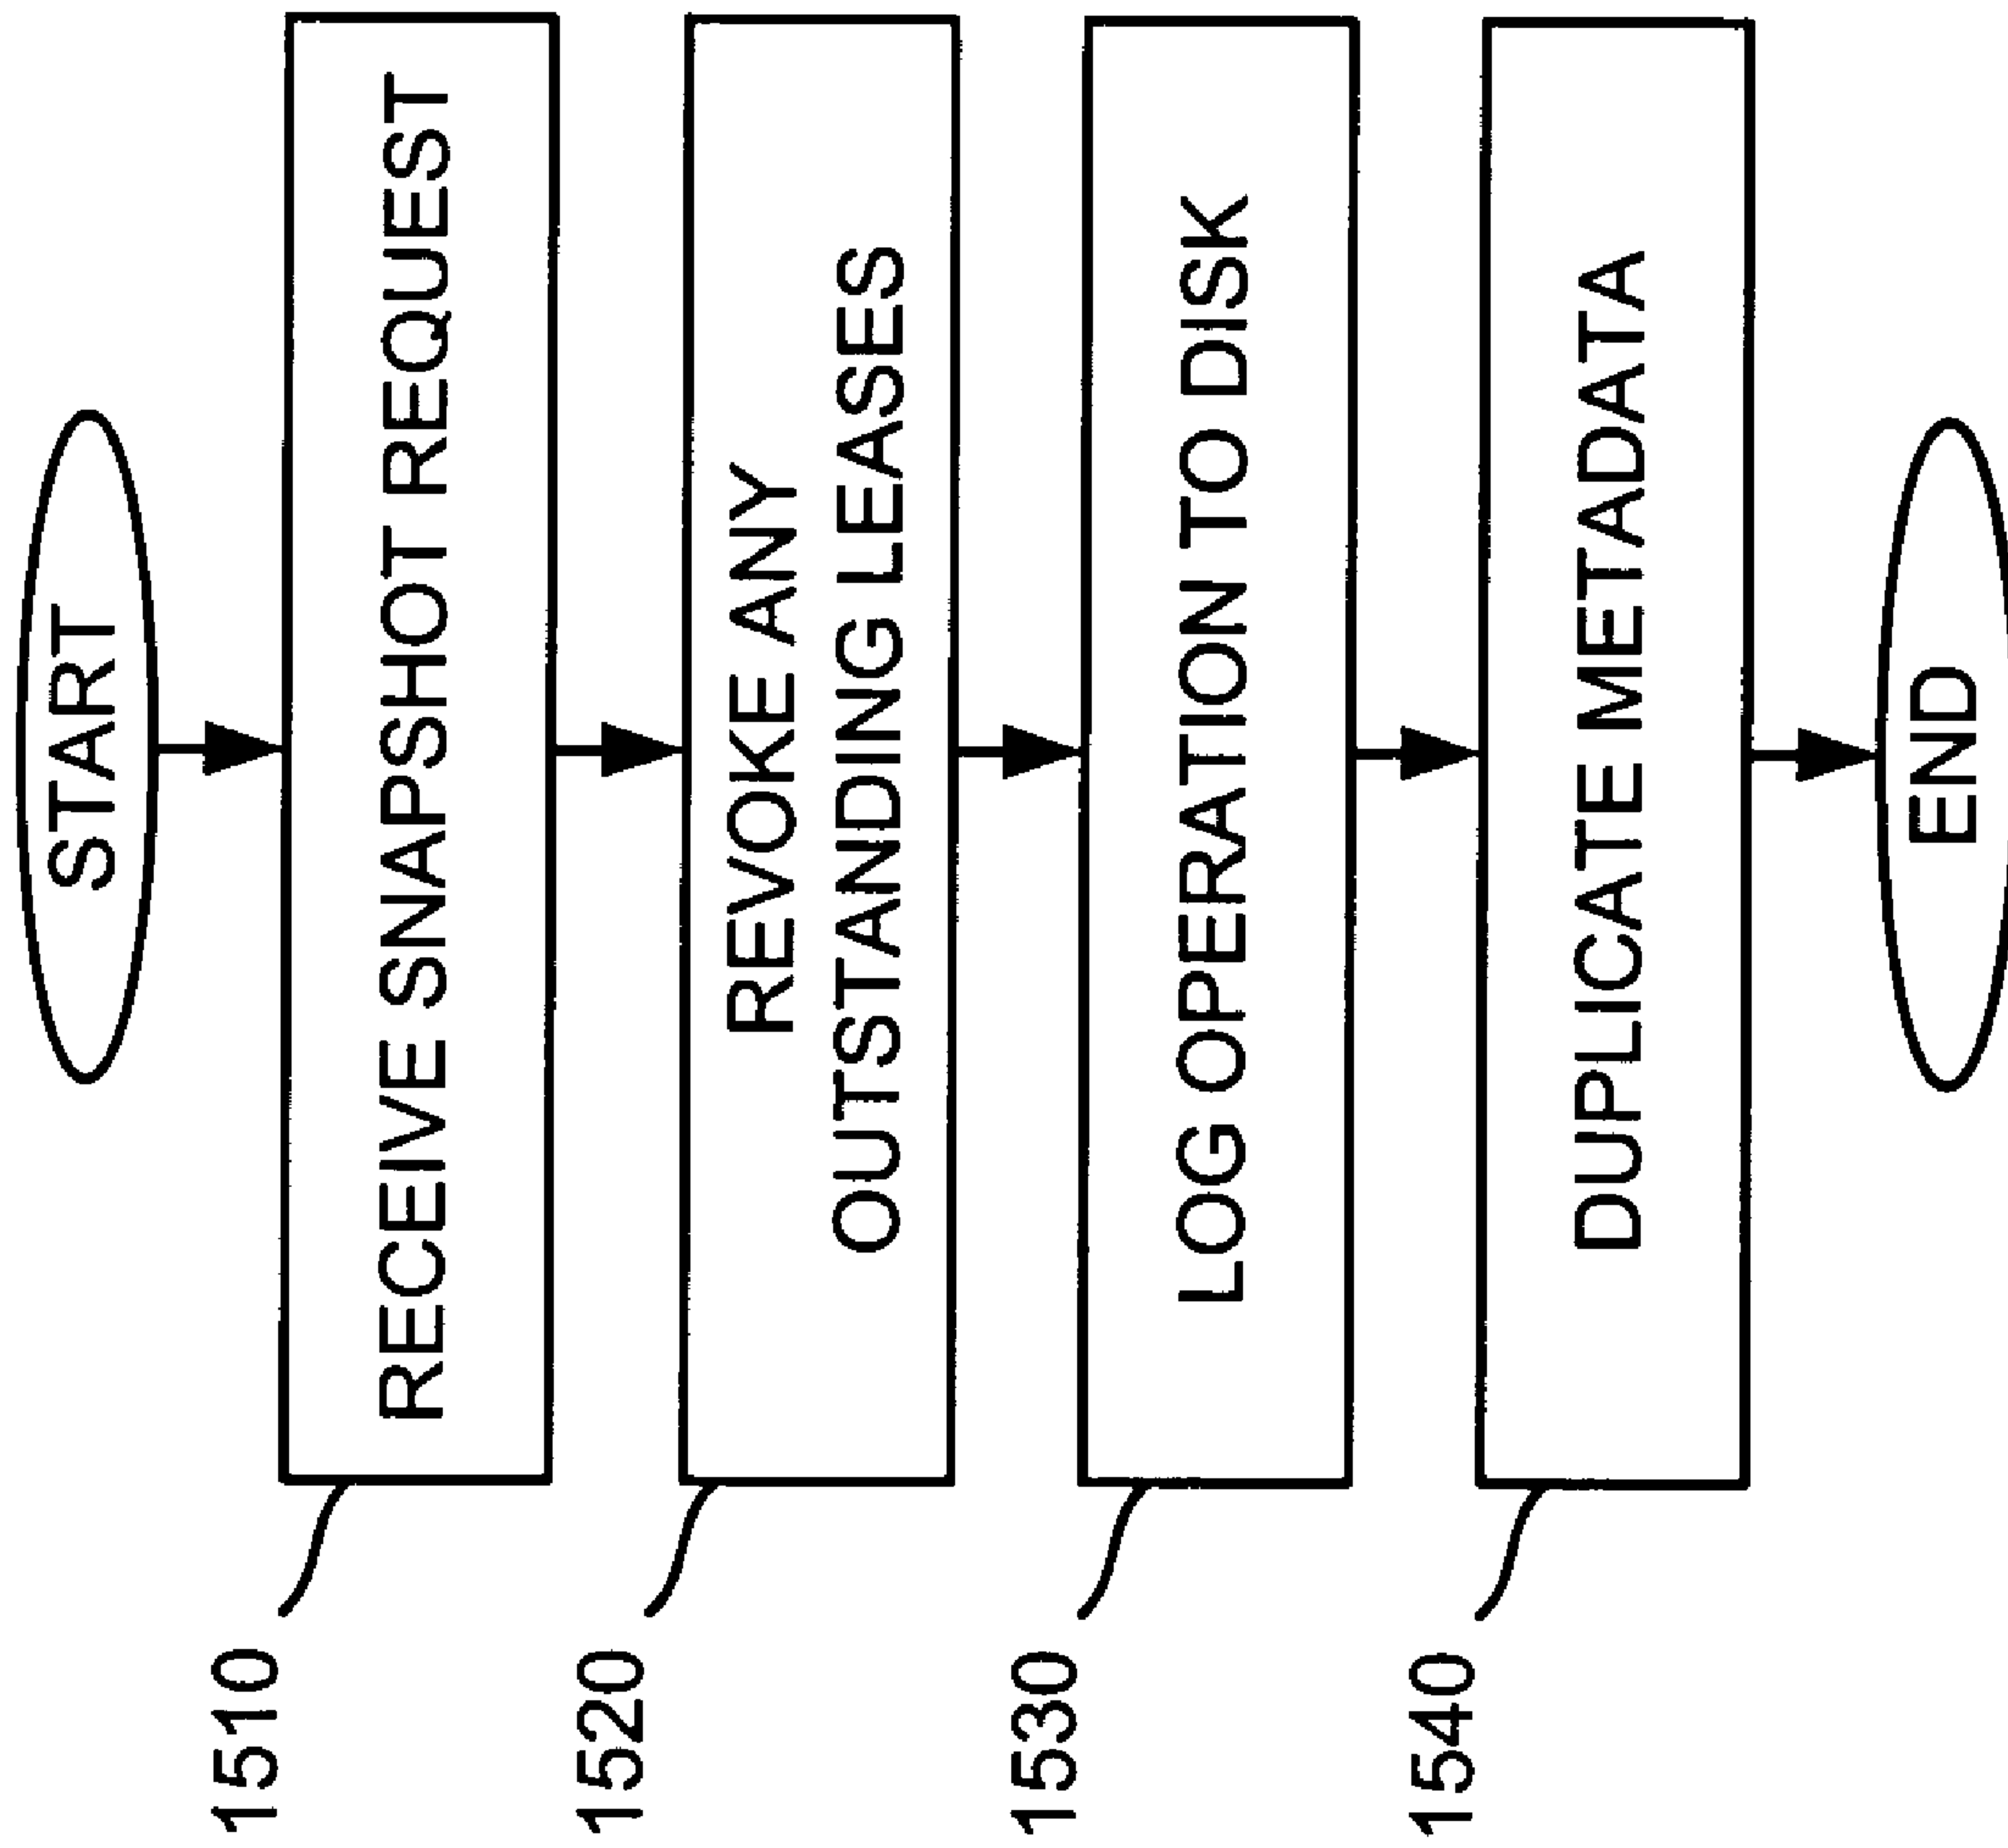 START
1510
RECEIVE SNAPSHOT REQUEST
1520
REVOKE ANY
OUTSTANDING LEASES
1530
LOG OPERATION TO DISK
1540
DUPLICATE METADATA
END